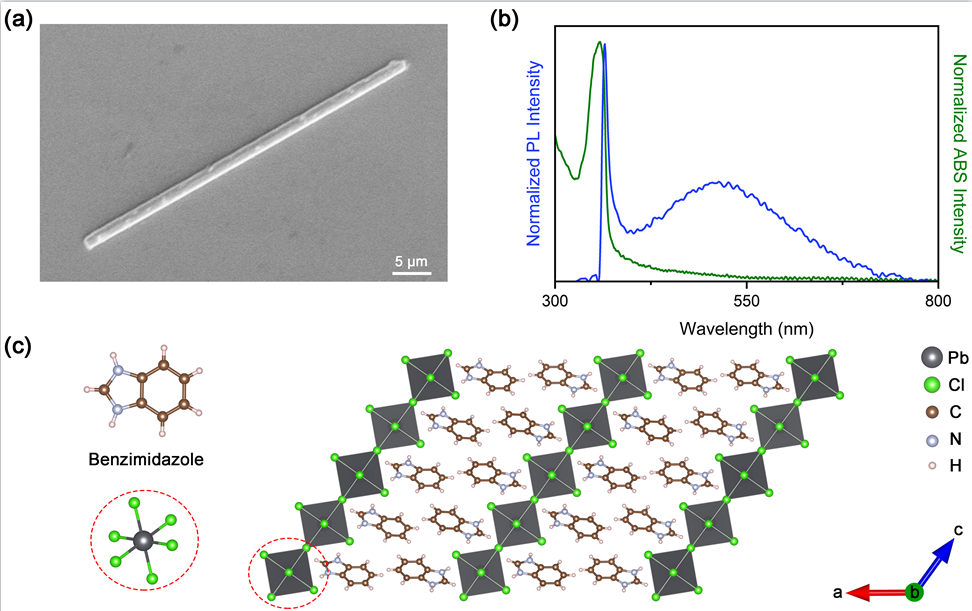 (a)
5 μm
(b)
Normalized PL Intensity
Normalized ABS Intensity
300
550
800
Wavelength (nm)
(c)
Benzimidazole
Pb
Cl
C
N
H
c
a
b